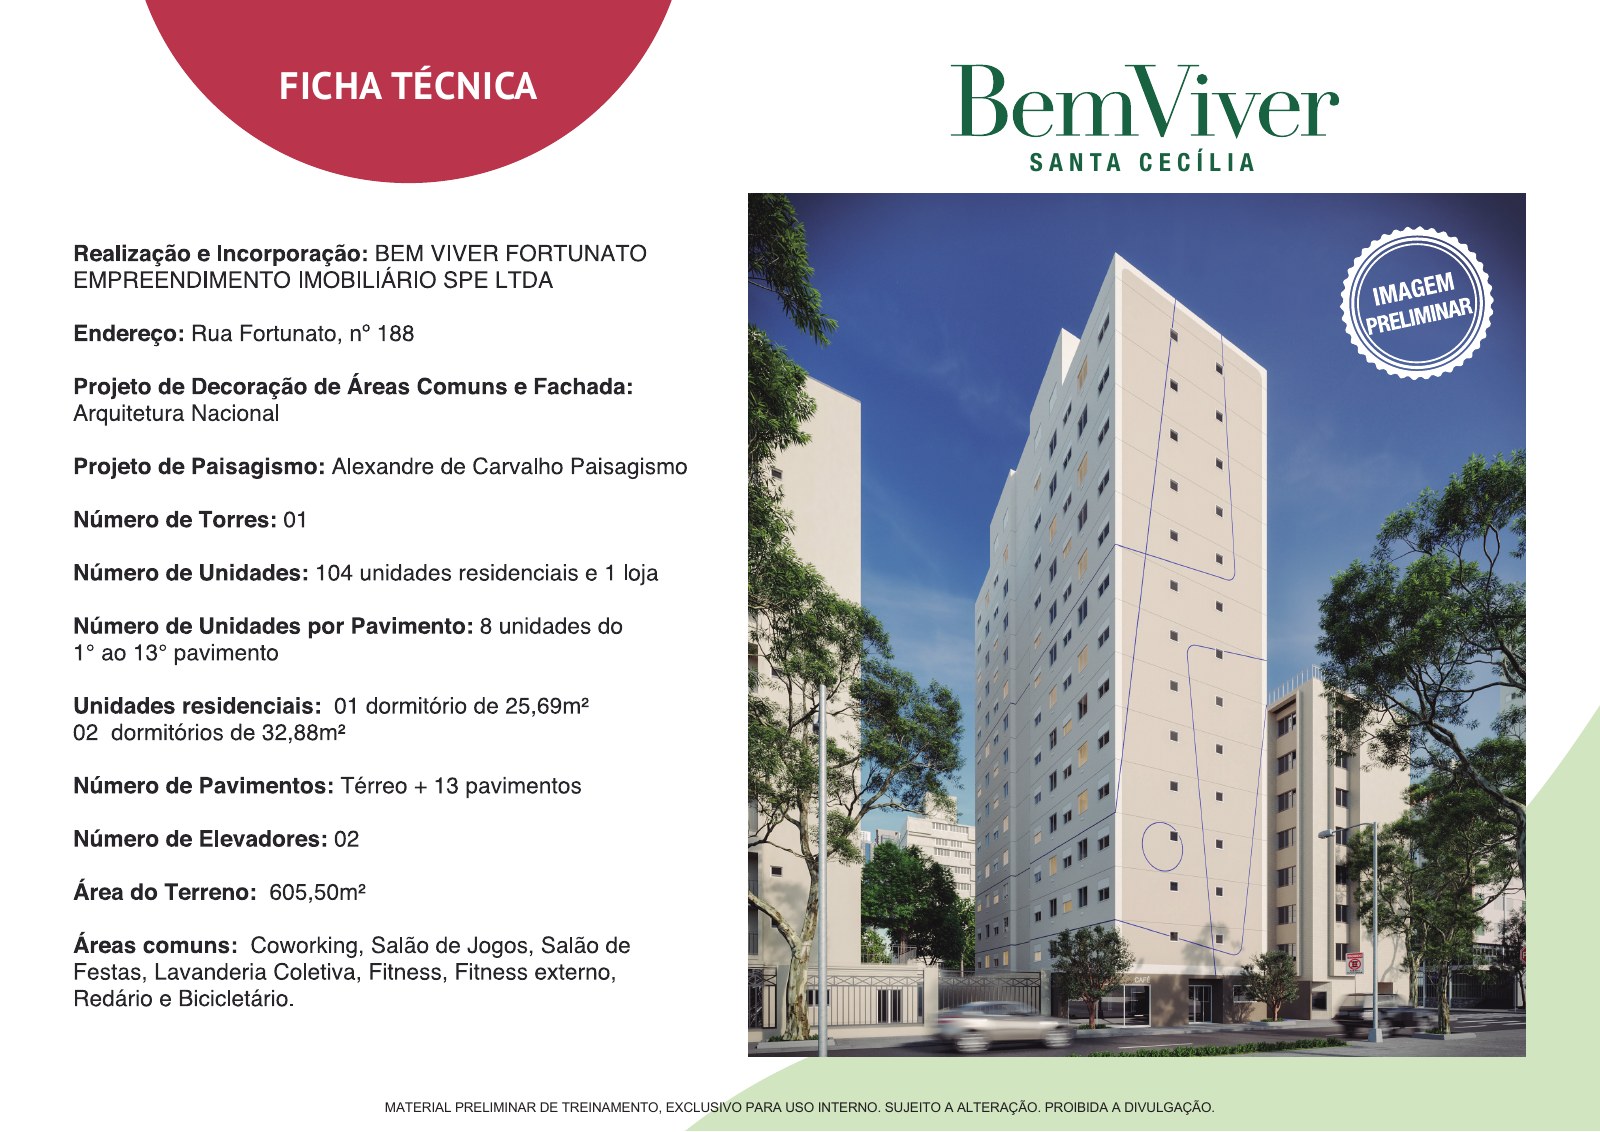 FICHA TÉCNICA
BemViver
SANTA CECÍLIA
Realização e Incorporação: BEM VIVER FORTUNATO
EMPREENDIMENTO IMOBILIÁRIO SPE LTDA
Endereço: Rua Fortunato, nº 188
Projeto de Decoração de Áreas Comuns e Fachada:
Arquitetura Nacional
Projeto de Paisagismo: Alexandre de Carvalho Paisagismo
Número de Torres: 01
Número de Unidades: 104 unidades residenciais e 1 loja
Número de Unidades por Pavimento: 8 unidades do
1° ao 13° pavimento
Unidades residenciais:  01 dormitório de 25,69m²
02  dormitórios de 32,88m²
Número de Pavimentos: Térreo + 13 pavimentos
Número de Elevadores: 02
Área do Terreno:  605,50m²
Áreas comuns:  Coworking, Salão de Jogos, Salão de
Festas, Lavanderia Coletiva, Fitness, Fitness externo,
Redário e Bicicletário.
IMAGEM
PRELIMINAR
CAFÉ
MATERIAL PRELIMINAR DE TREINAMENTO, EXCLUSIVO PARA USO INTERNO. SUJEITO A ALTERAÇÃO. PROIBIDA A DIVULGAÇÃO.